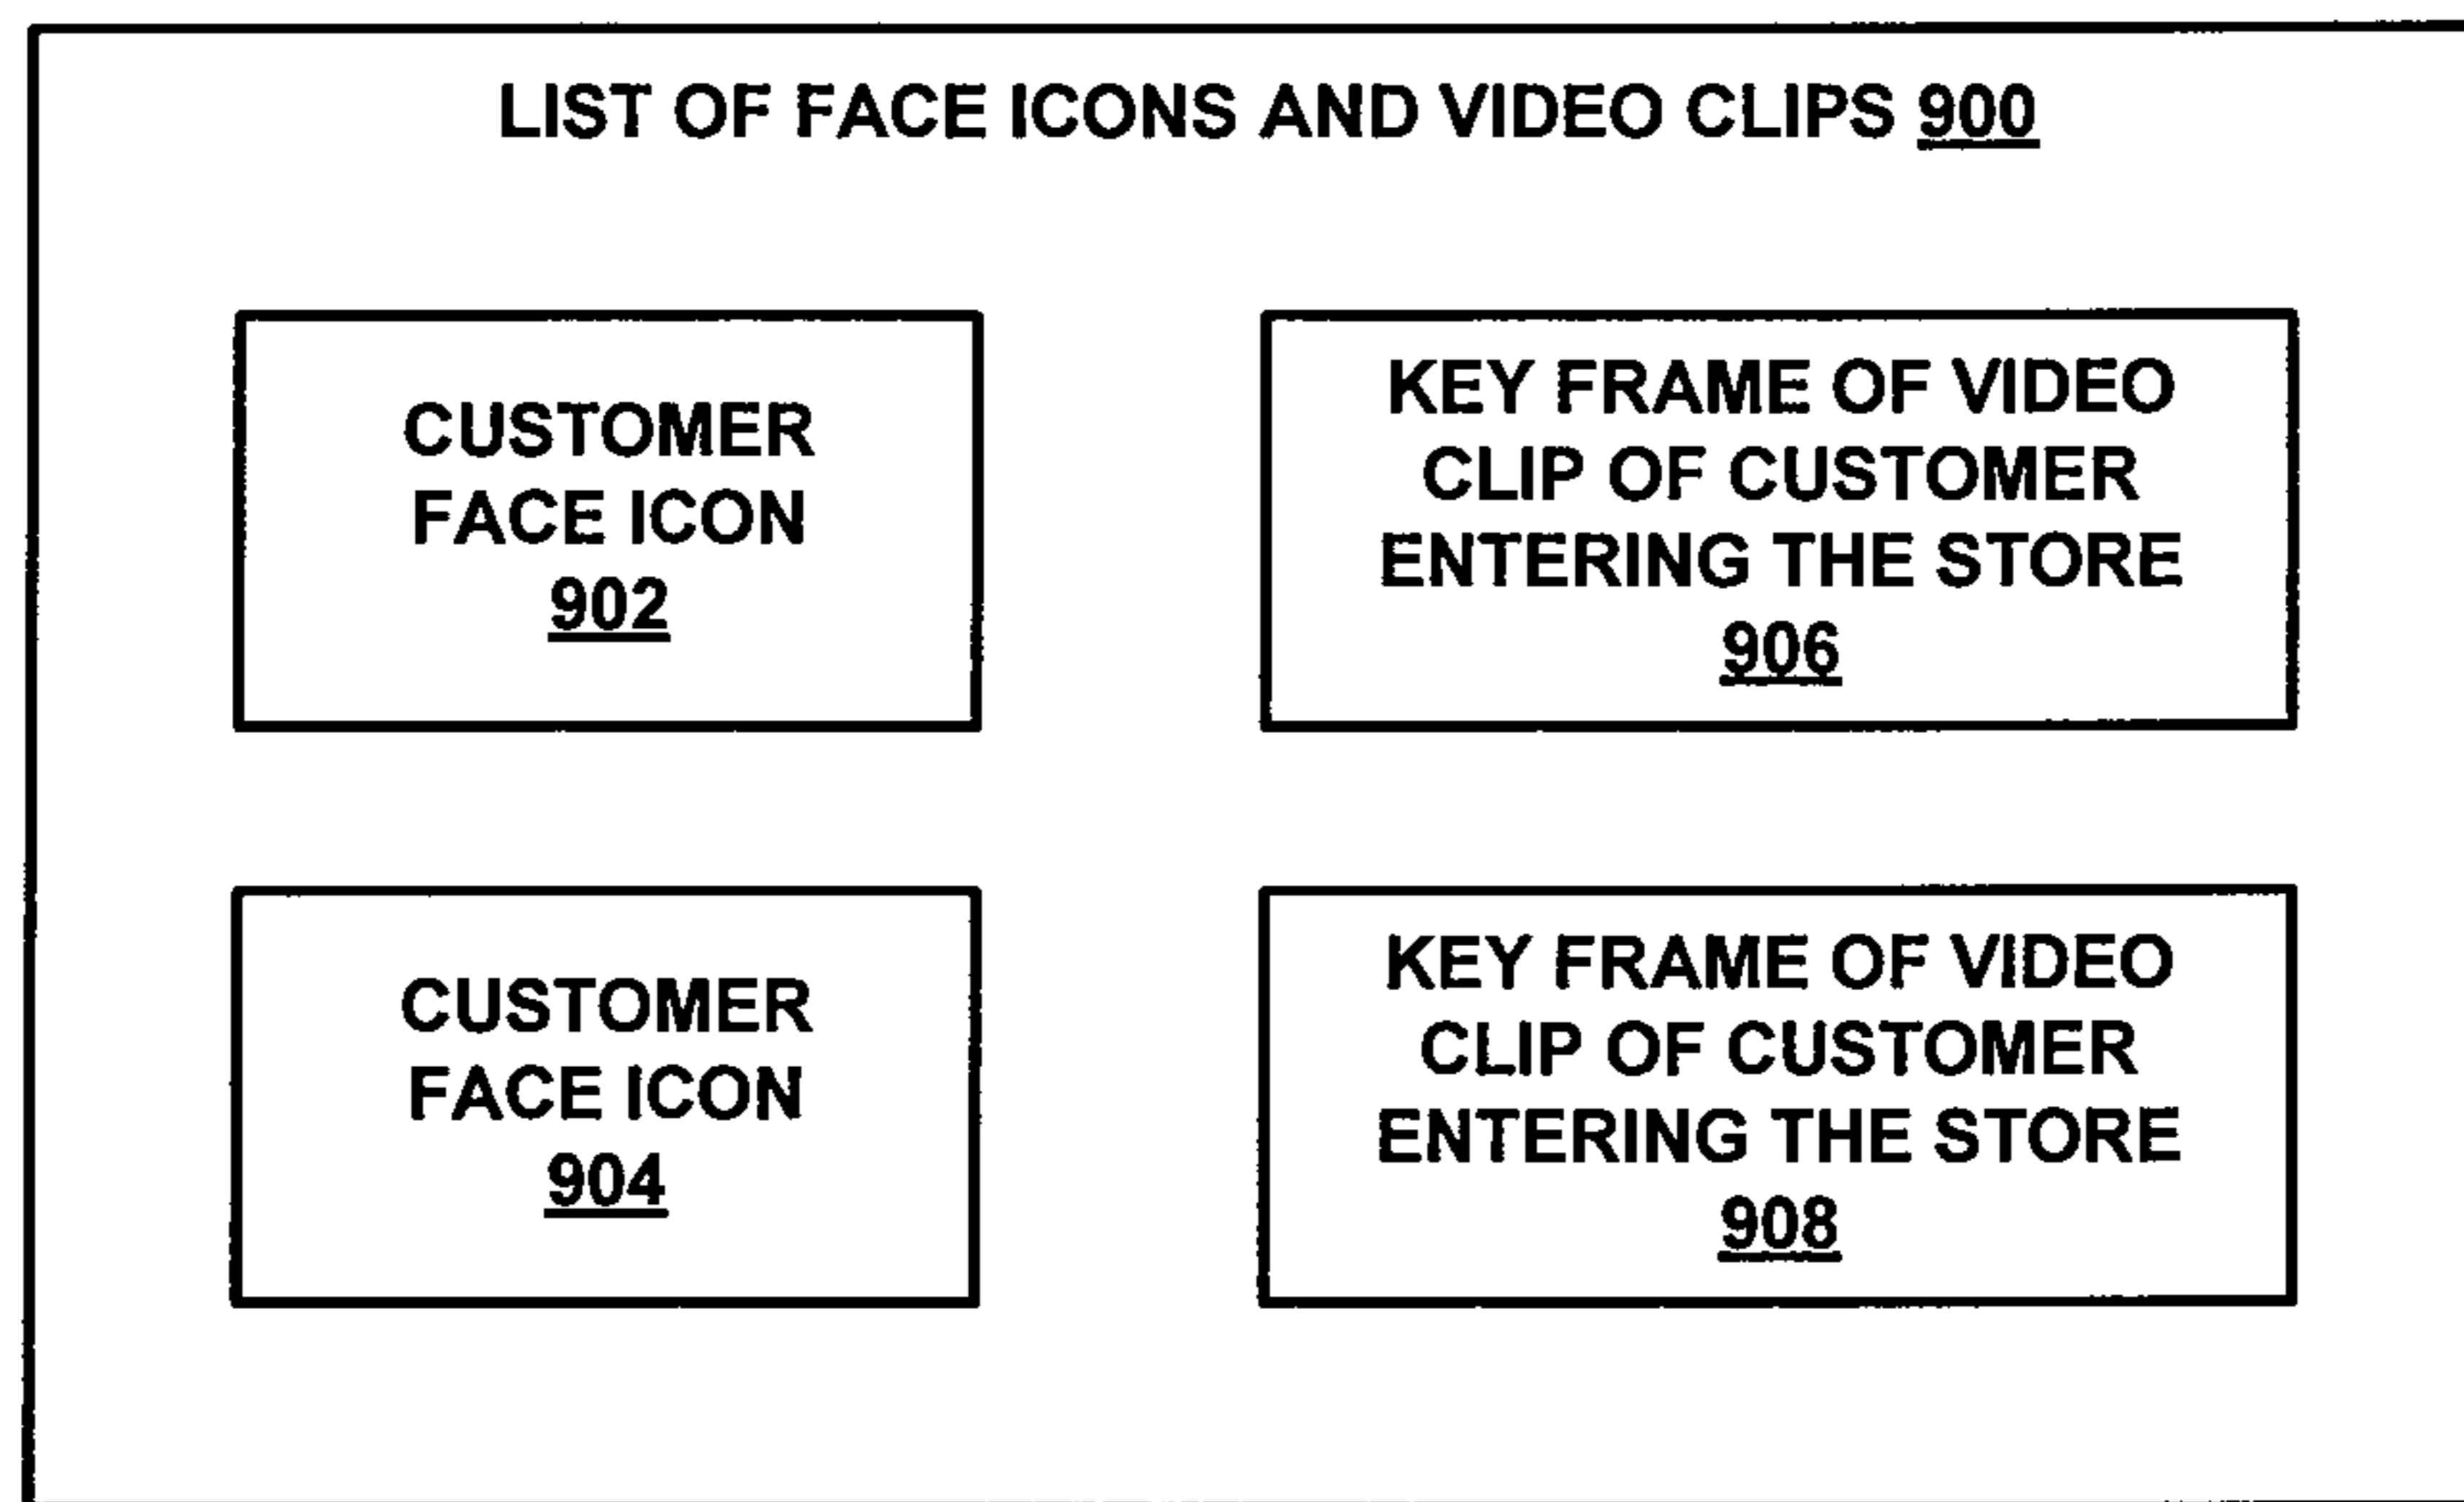 LIST OF FACE ICONS AND VIDEO CLIPS 900
CUSTOMER
FACE ICON
902
KEY FRAME OF VIDEO
CLIP OF CUSTOMER
ENTERING THE STORE
906
CUSTOMER
FACE ICON
904
KEY FRAME OF VIDEO
CLIP OF CUSTOMER
ENTERING THE STORE
908